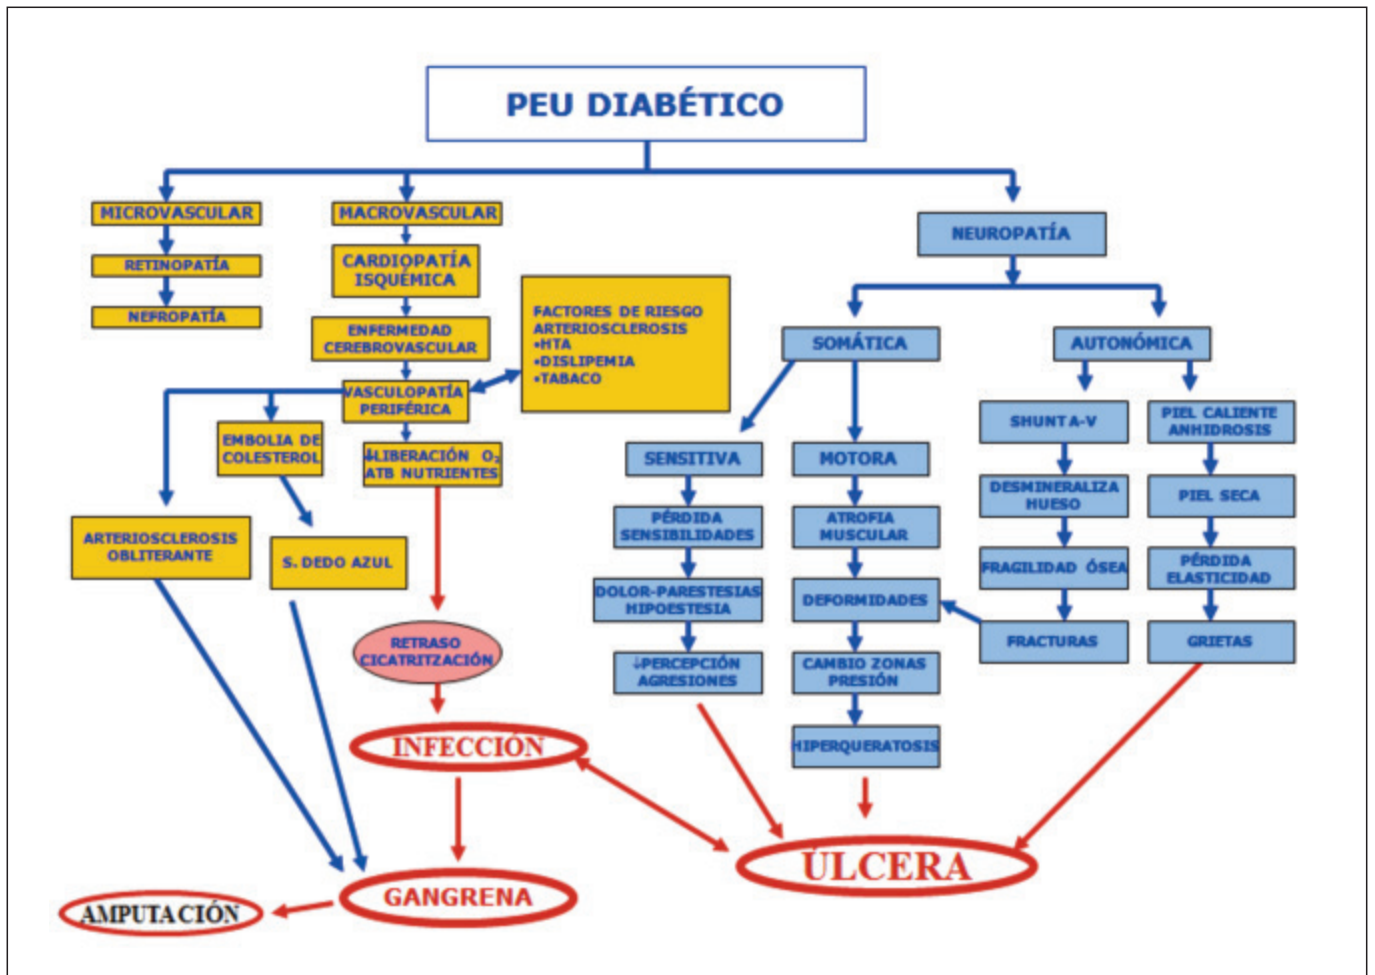 PEU DIABÉTICO
MICROVASCULAR
RETINOPATÍA
NEFROPATÍA
MACROVASCULAR
CARDIOPATÍA
ISQUÉMICA
ENFERMEDAD
CEREBROVASCULAR
VASCULOPATÍA
PERIFÉRICA
FACTORES DE RIESGO
ARTERIOSCLEROSIS
•HTA
•DISLIPEMIA
•TABACO
EMBOLIA DE
COLESTEROL
↓LIBERACIÓN O₂
ATB NUTRIENTES
ARTERIOSCLEROSIS
OBLITERANTE
S. DEDO AZUL
RETRASO
CICATRITZACIÓN
INFECCIÓN
GANGRENA
AMPUTACIÓN
NEUROPATÍA
SOMÁTICA
SENSITIVA
PÉRDIDA
SENSIBILIDADES
DOLOR-PARESTESIAS
HIPOESTESIA
↓PERCEPCIÓN
AGRESIONES
MOTORA
ATROFIA
MUSCULAR
DEFORMIDADES
CAMBIO ZONAS
PRESIÓN
HIPERQUERATOSIS
AUTONÓMICA
SHUNT A-V
DESMINERALIZA
HUESO
FRAGILIDAD ÓSEA
FRACTURAS
PIEL CALIENTE
ANHIDROSIS
PIEL SECA
PÉRDIDA
ELASTICIDAD
GRIETAS
ÚLCERA